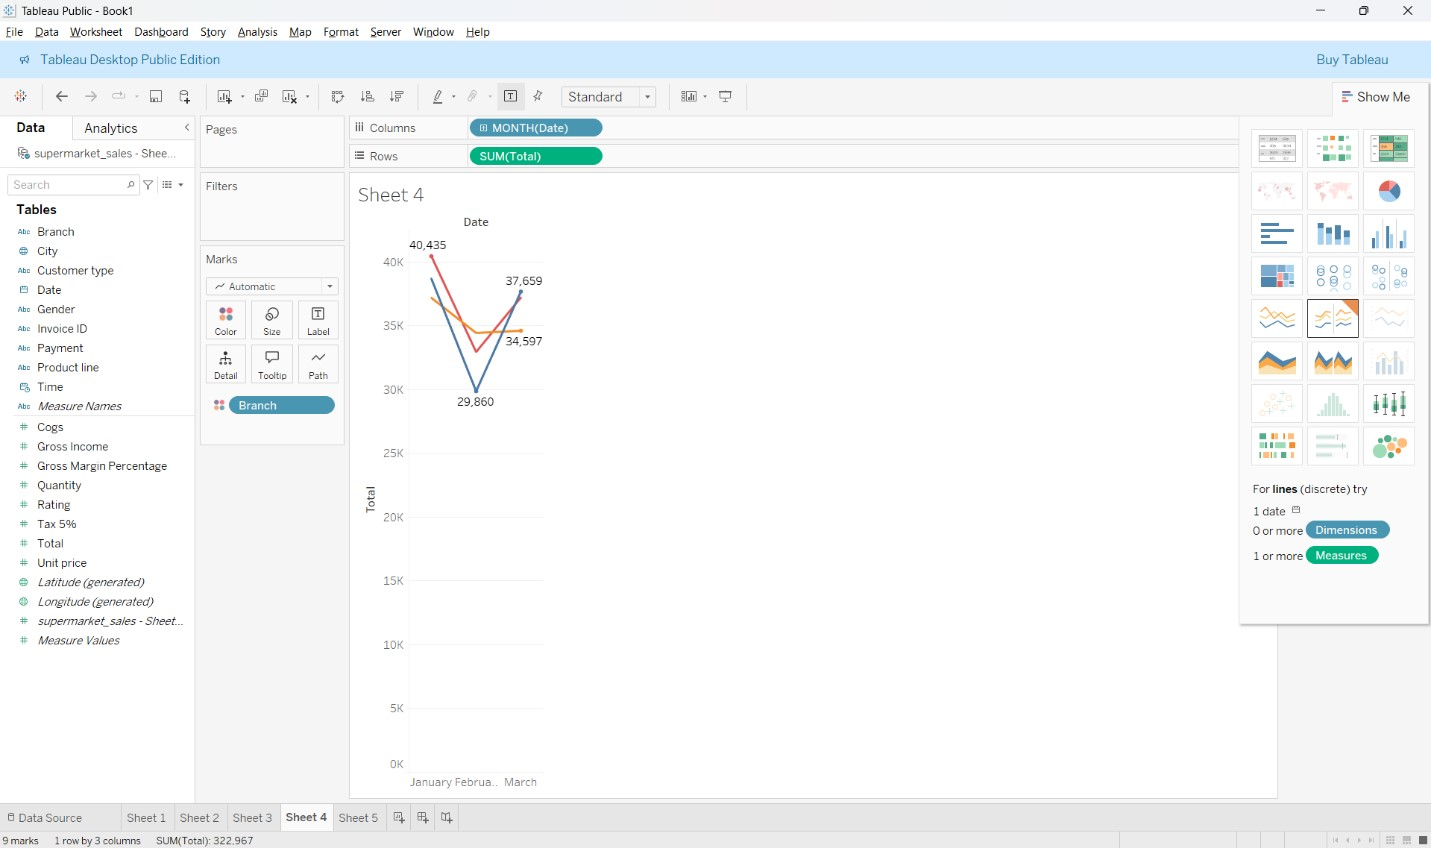 Tableau Public - Book1
File Data Worksheet Dashboard Story Analysis Map Format Server Window Help
Tableau Desktop Public Edition
Buy Tableau
Standard
Show Me
Data
Analytics
supermarket_sales - Shee...
Search
Tables
Abc Branch
City
Abc Customer type
Date
Abc Gender
Abc Invoice ID
Abc Payment
Abc Product line
Time
Abc Measure Names
Cogs
Gross Income
Gross Margin Percentage
Quantity
Rating
Tax 5%
Total
Unit price
Latitude (generated)
Longitude (generated)
supermarket_sales - Sheet...
Measure Values
Pages
Filters
Marks
Automatic
Color
Size
Label
Detail
Tooltip
Path
Branch
Columns
MONTH(Date)
Rows
SUM(Total)
Sheet 4
Date
40,435
40K
37,659
35K
34,597
30K
29,860
25K
Total
20K
15K
10K
5K
0K
January Februa.. March
For lines (discrete) try
1 date
0 or more Dimensions
1 or more Measures
Data Source
Sheet 1
Sheet 2
Sheet 3
Sheet 4
Sheet 5
9 marks
1 row by 3 columns
SUM(Total): 322,967